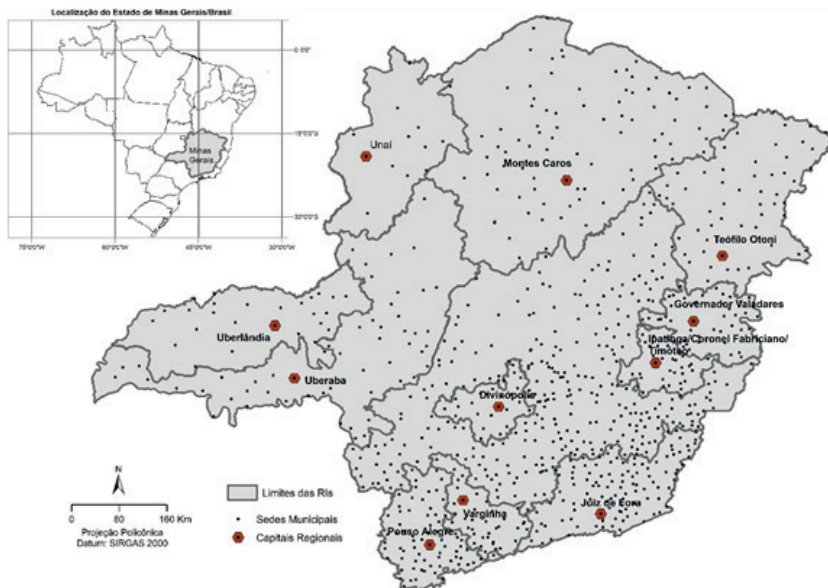 Localização do Estado de Minas Gerais/Brasil
0 0'0"
15°0'0"S
30°0'0"S
75°0'0"W
60°0'0"W
45°0'0"W
30°0'0"W
Minas
Gerais
Unaí
Montes Caros
Teófilo Otoni
Governador Valadares
Ipatinga/Coronel Fabriciano/
Timóteo
Uberlândia
Uberaba
Divinópolis
Varginha
Pouso Alegre
Juiz de Fora
N
0 80 160 Km
Projeção Policônica
Datum: SIRGAS 2000
Limites das RIs
Sedes Municipais
Capitais Regionais